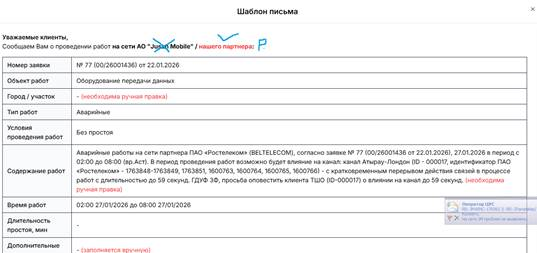 Шаблон письма
Уважаемые клиенты,
Сообщаем Вам о проведении работ на сети АО "Jusan Mobile" / нашего партнера: Р
Номер заявки
№ 77 (00/26001436) от 22.01.2026
Объект работ
Оборудование передачи данных
Город / участок
- (необходима ручная правка)
Тип работ
Аварийные
Условия
проведения работ
Без простоя
Содержание работ
Аварийные работы на сети партнера ПАО «Ростелеком» (BELTELECOM), согласно заявке № 77 (00/26001436 от 22.01.2026), 27.01.2026 в период с
02:00 до 08:00 (вр.Аст). В период проведения работ возможно будет влияние на канал: канал Атырау-Лондон (ID - 000017, идентификатор ПАО
«Ростелеком» - 1763848-1763849, 1763851, 1600763, 1600764, 1600765, 1600766) - с кратковременным перерывом действия связей в процессе
работ с длительностью до 59 секунд. ГДУФ ЗФ, просьба оповестить клиента ТШО (ID-000017) о влиянии на канал до 59 секунд. (необходима
ручная правка)
Время работ
02:00 27/01/2026 до 08:00 27/01/2026
Длительность
простоя, мин
-
Дополнительные
- (заполняется вручную)
Оператор ЦРС